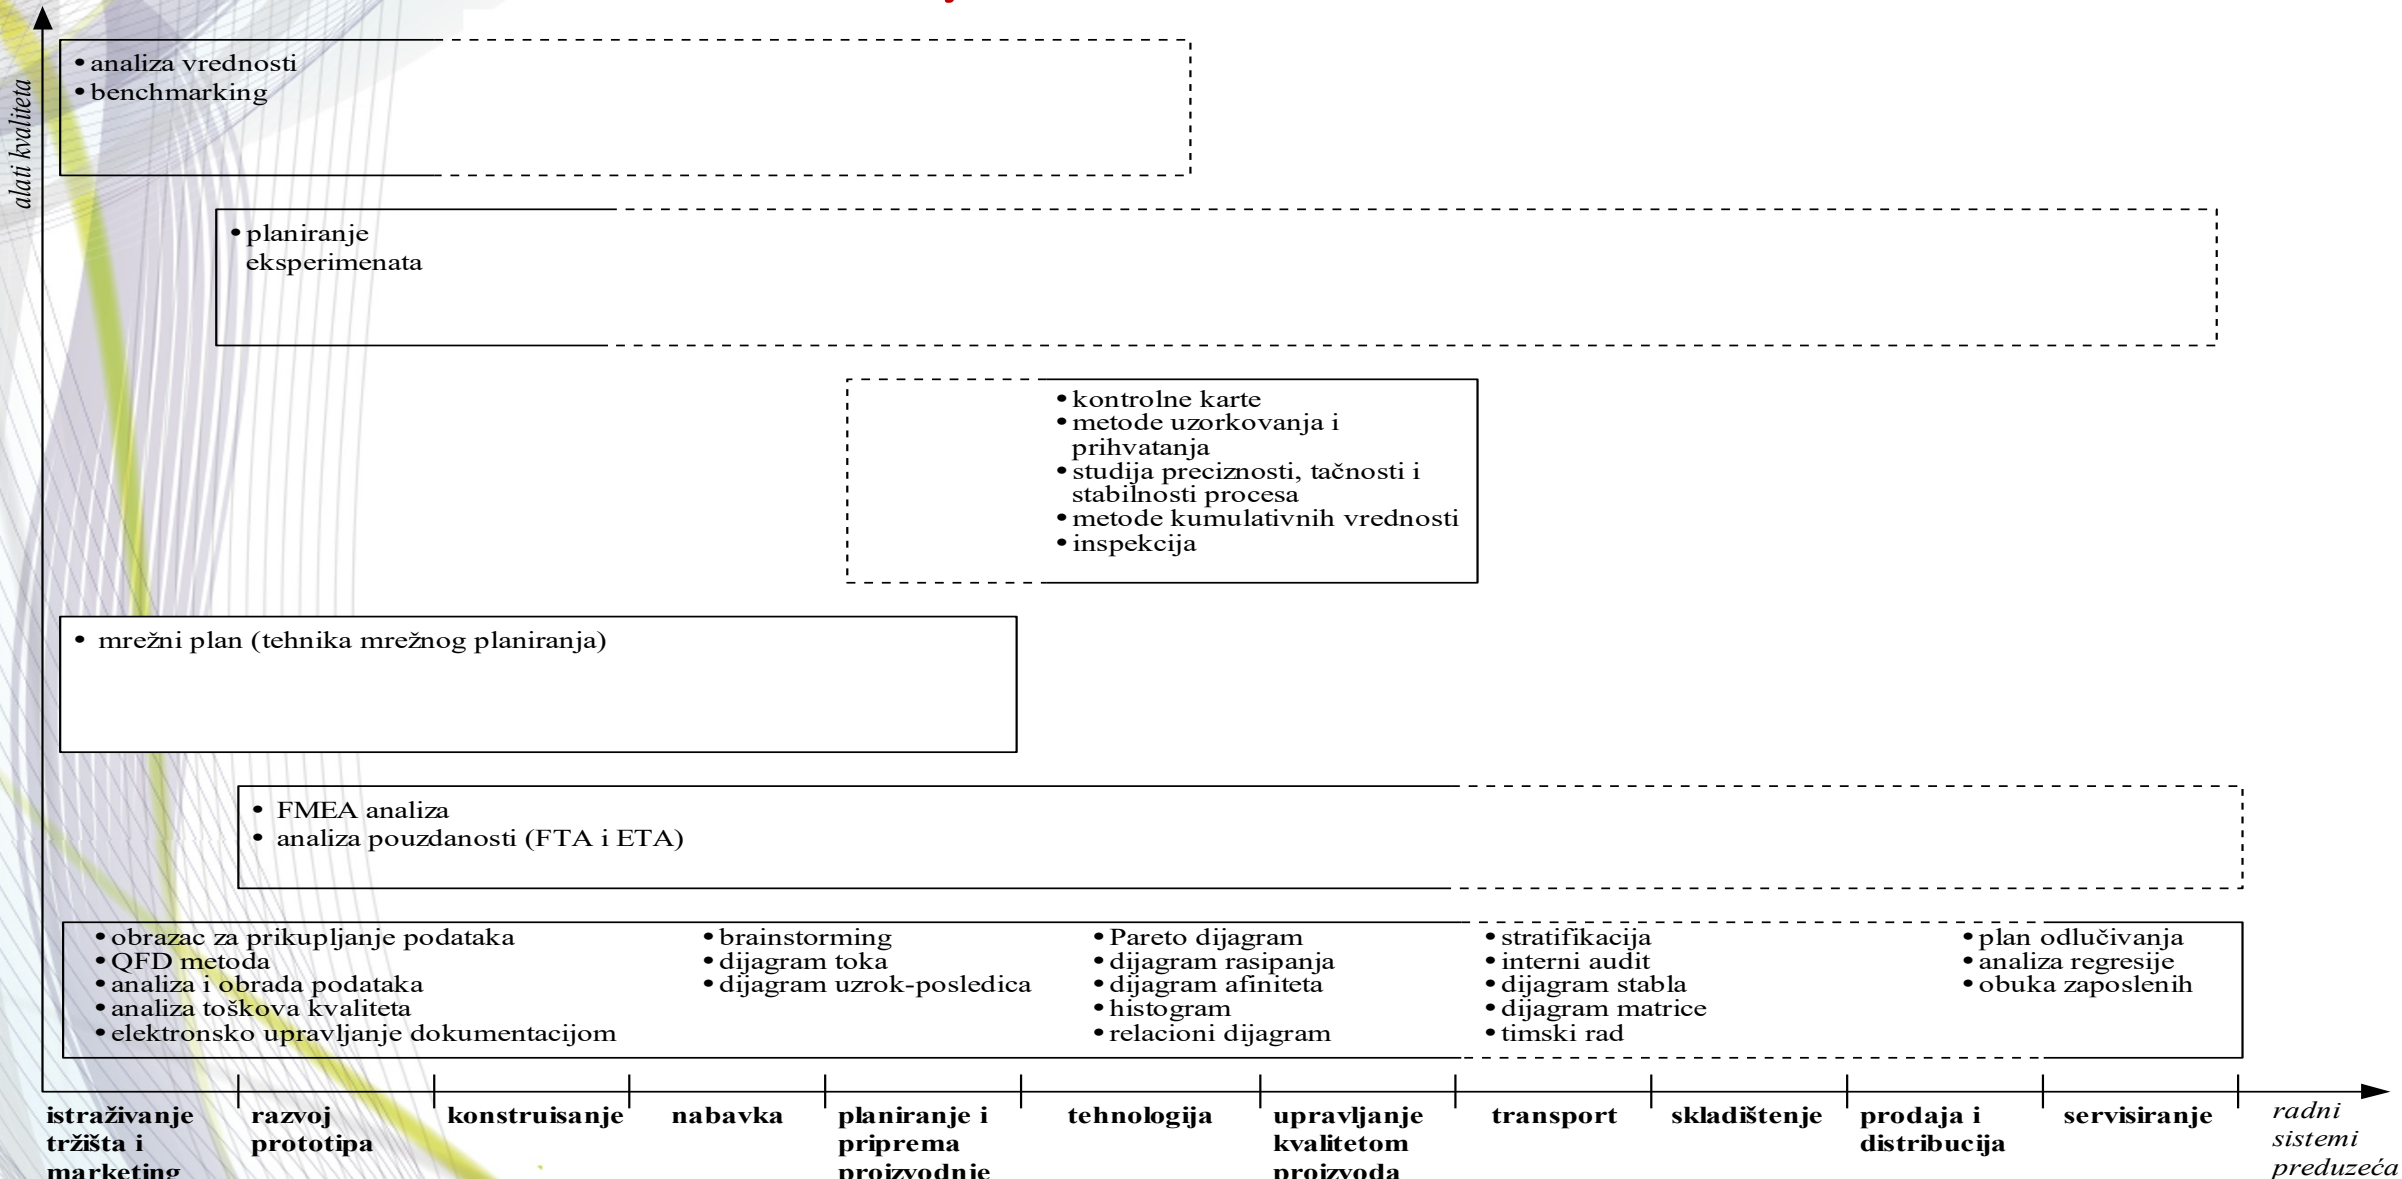 alati kvaliteta
• analiza vrednosti
• benchmarking
• planiranje
eksperimenata
• kontrolne karte
• metode uzorkovanja i
prihvatanja
• studija preciznosti, tačnosti i
stabilnosti procesa
• metode kumulativnih vrednosti
• inspekcija
• mrežni plan (tehnika mrežnog planiranja)
• FMEA analiza
• analiza pouzdanosti (FTA i ETA)
• obrazac za prikupljanje podataka
• QFD metoda
• analiza i obrada podataka
• analiza toškova kvaliteta
• elektronsko upravljanje dokumentacijom
• brainstorming
• dijagram toka
• dijagram uzrok-posledica
• Pareto dijagram
• dijagram rasipanja
• dijagram afiniteta
• histogram
• relacioni dijagram
• stratifikacija
• interni audit
• dijagram stabla
• dijagram matrice
• timski rad
• plan odlučivanja
• analiza regresije
• obuka zaposlenih
istraživanje
tržišta i
marketing
razvoj
prototipa
konstruisanje
nabavka
planiranje i
priprema
proizvodnje
tehnologija
upravljanje
kvalitetom
proizvoda
transport
skladištenje
prodaja i
distribucija
servisiranje
radni
sistemi
preduzeća